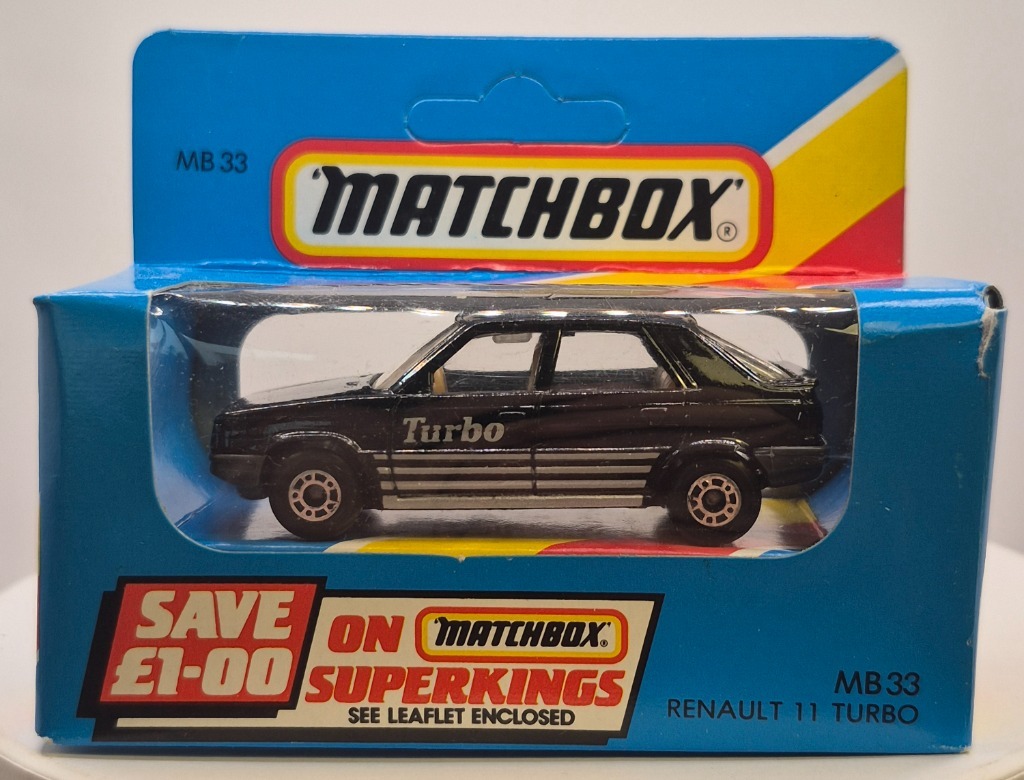 MB 33
'MATCHBOX' ®
Turbo
SAVE
£1-00
ON 'MATCHBOX' ®
SUPERKINGS
SEE LEAFLET ENCLOSED
MB 33
RENAULT 11 TURBO